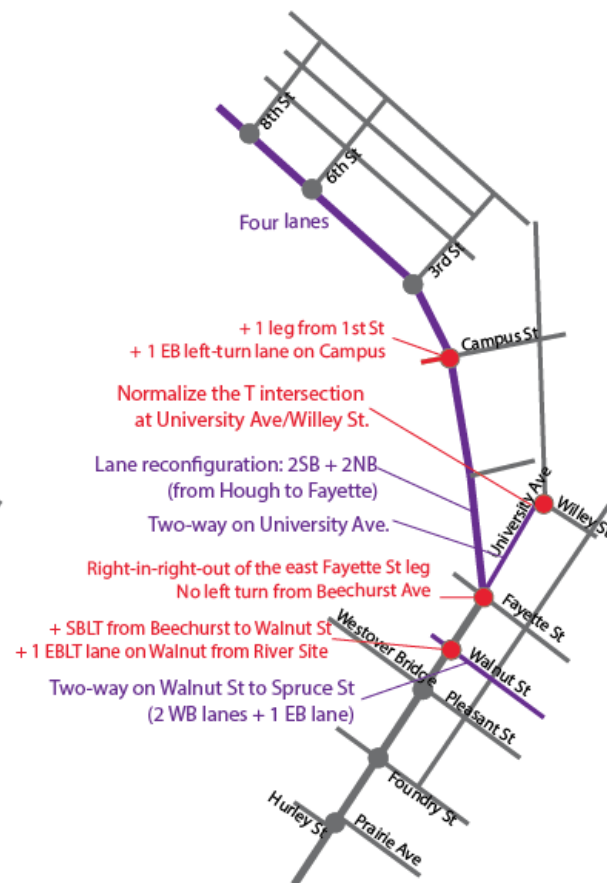 8th St
6th St
Four lanes
3rd St
+ 1 leg from 1st St
+ 1 EB left-turn lane on Campus
Campus St
Normalize the T intersection
at University Ave/Willey St.
Lane reconfiguration: 2SB + 2NB
(from Hough to Fayette)
Two-way on University Ave.
University Ave
Willey St
Right-in-right-out of the east Fayette St leg
No left turn from Beechurst Ave
Fayette St
+ SBLT from Beechurst to Walnut St
+ 1 EBLT lane on Walnut from River Site
Westover Bridge
Walnut St
Two-way on Walnut St to Spruce St
(2 WB lanes + 1 EB lane)
Pleasant St
Foundry St
Hurley St
Prairie Ave